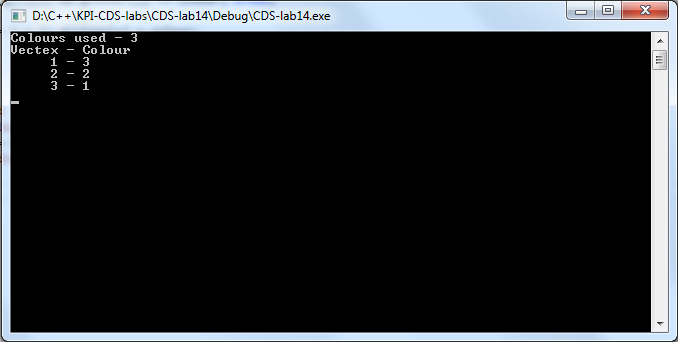 D:\C++\KPI-CDS-labs\CDS-lab14\Debug\CDS-lab14.exe
Colours used - 3
Vectex - Colour
1 - 3
2 - 2
3 - 1